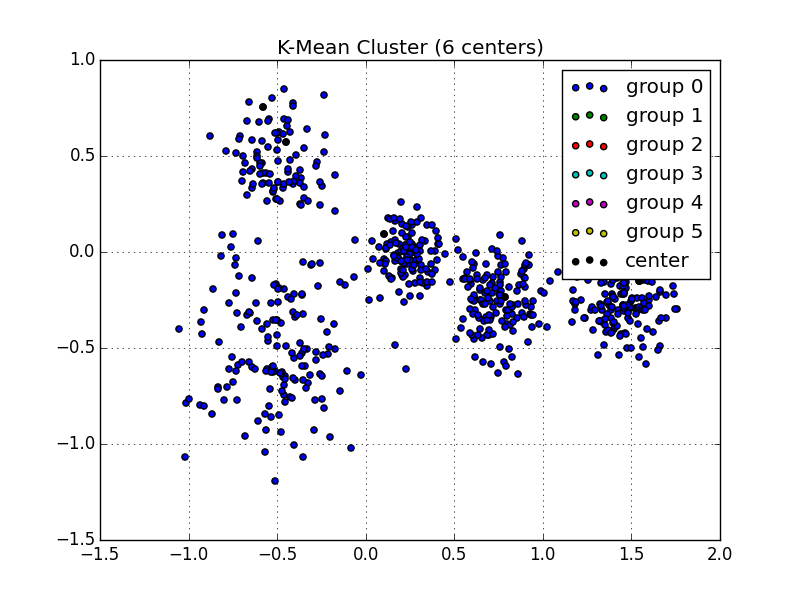 K-Mean Cluster (6 centers)
1.0
0.5
0.0
−0.5
−1.0
−1.5
−1.5
−1.0
−0.5
0.0
0.5
1.0
1.5
2.0
group 0
group 1
group 2
group 3
group 4
group 5
center